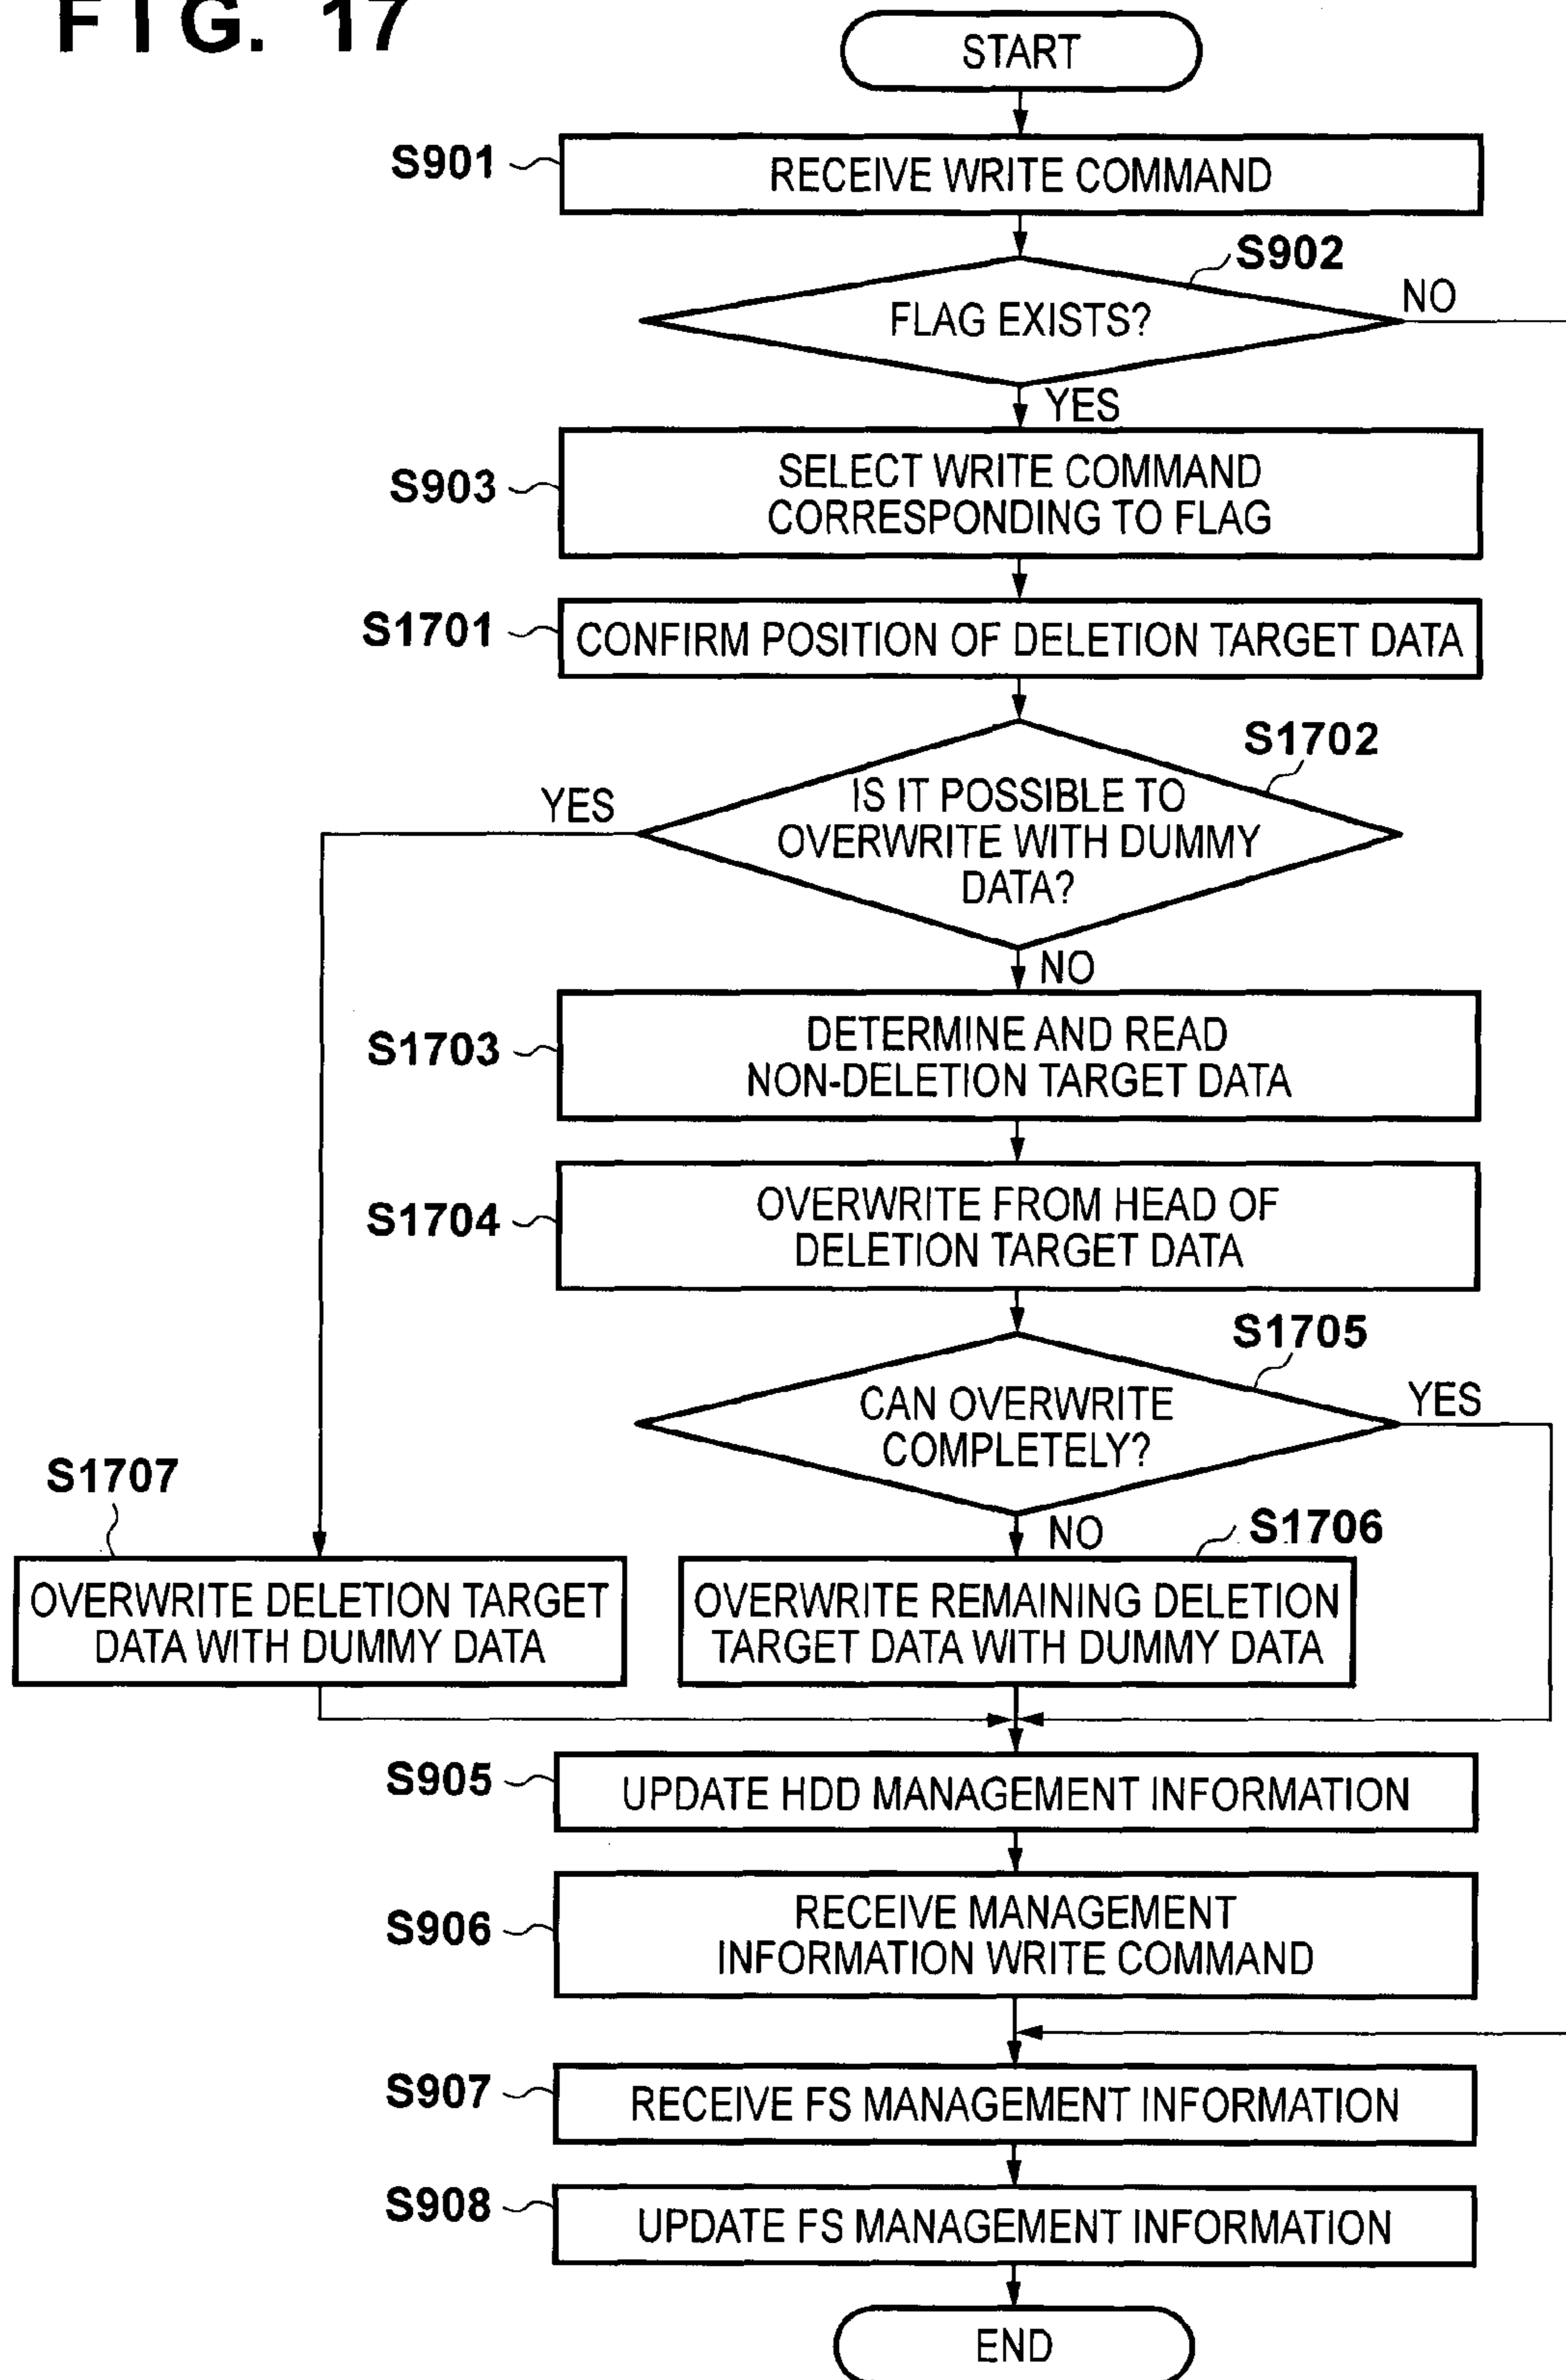 FIG. 17
START
S901
RECEIVE WRITE COMMAND
S902
FLAG EXISTS?
NO
YES
S903
SELECT WRITE COMMAND
CORRESPONDING TO FLAG
S1701
CONFIRM POSITION OF DELETION TARGET DATA
S1702
YES
IS IT POSSIBLE TO
OVERWRITE WITH DUMMY
DATA?
NO
S1703
DETERMINE AND READ
NON-DELETION TARGET DATA
S1704
OVERWRITE FROM HEAD OF
DELETION TARGET DATA
S1705
CAN OVERWRITE
COMPLETELY?
YES
NO
S1707
OVERWRITE DELETION TARGET
DATA WITH DUMMY DATA
S1706
OVERWRITE REMAINING DELETION
TARGET DATA WITH DUMMY DATA
S905
UPDATE HDD MANAGEMENT INFORMATION
S906
RECEIVE MANAGEMENT
INFORMATION WRITE COMMAND
S907
RECEIVE FS MANAGEMENT INFORMATION
S908
UPDATE FS MANAGEMENT INFORMATION
END